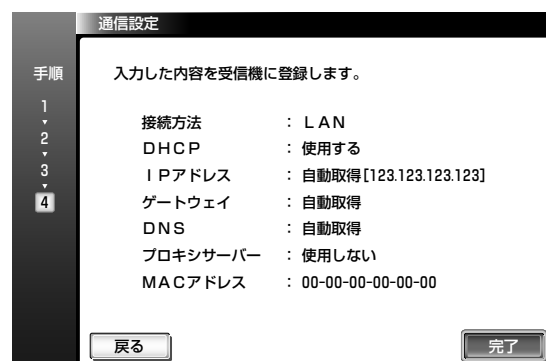 通信設定
手順
1
2
3
4
入力した内容を受信機に登録します。
接続方法 : LAN
DHCP : 使用する
IPアドレス : 自動取得[123.123.123.123]
ゲートウェイ : 自動取得
DNS : 自動取得
プロキシサーバー : 使用しない
MACアドレス : 00-00-00-00-00-00
戻る
完了